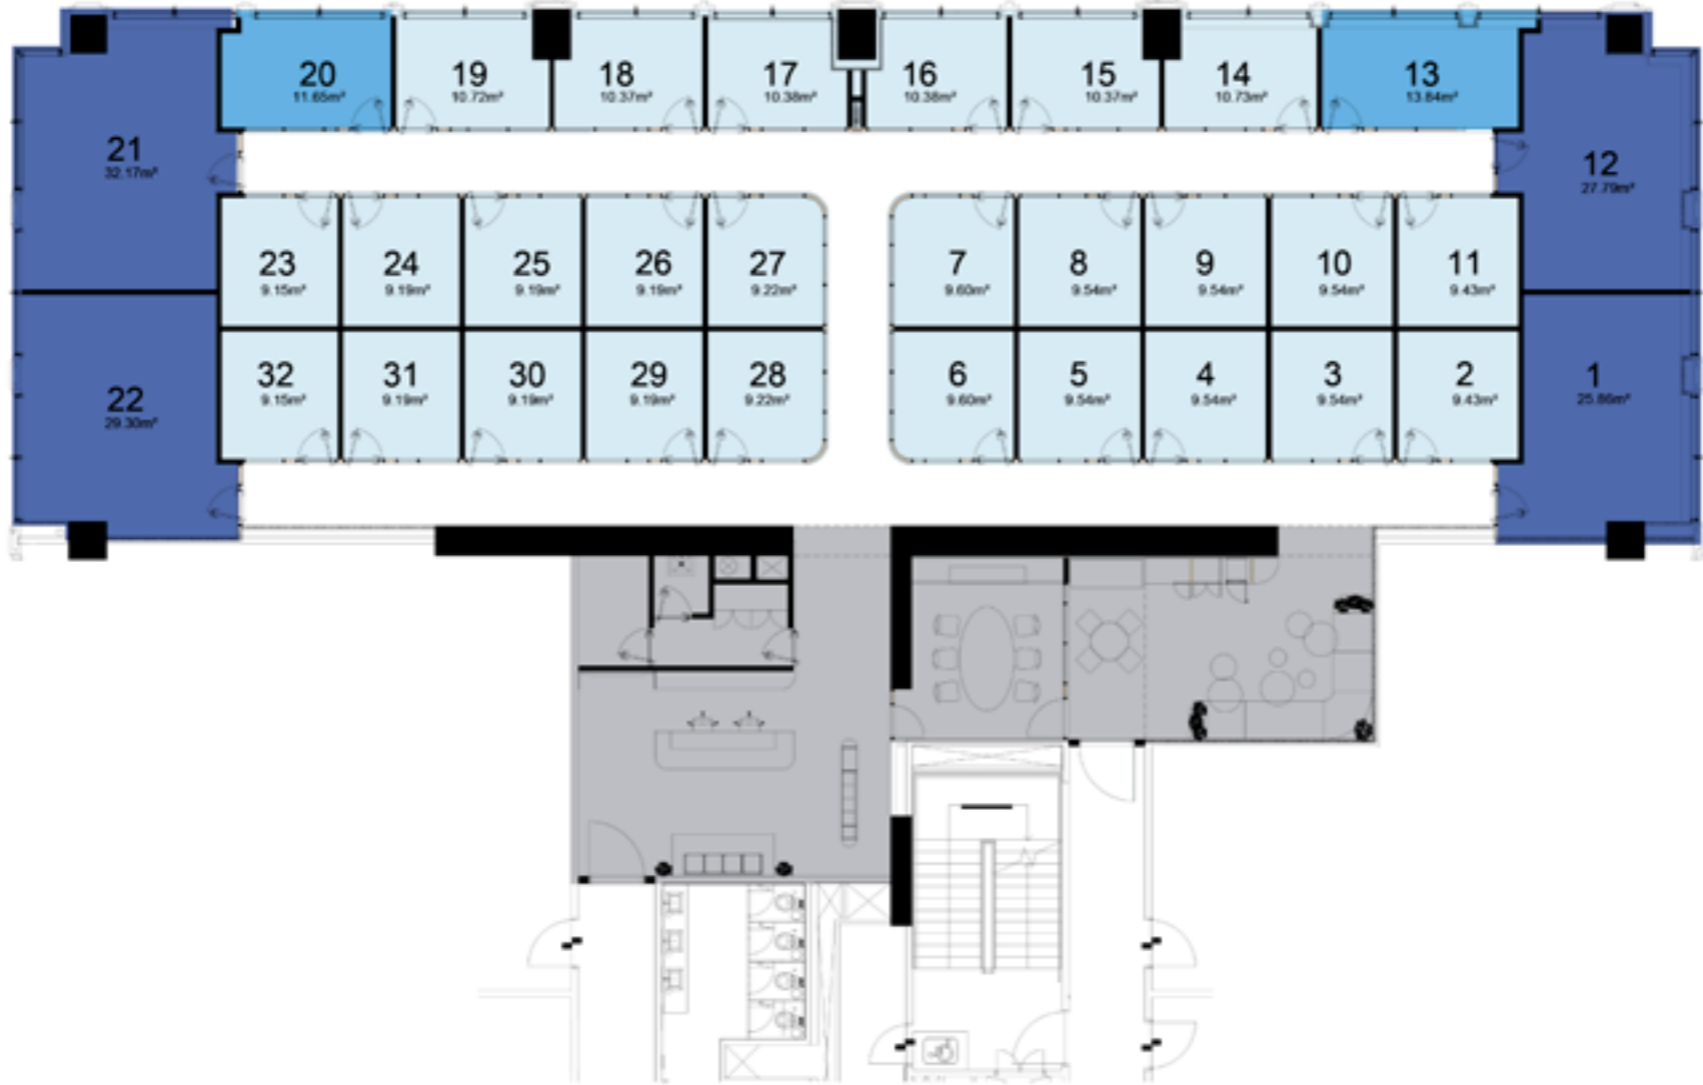 20
11.65m²
19
10.72m²
18
10.37m²
17
10.38m²
16
10.38m²
15
10.37m²
14
10.73m²
13
13.84m²
21
32.17m²
12
27.79m²
23
9.15m²
24
9.19m²
25
9.19m²
26
9.19m²
27
9.22m²
7
9.60m²
8
9.54m²
9
9.54m²
10
9.54m²
11
9.43m²
22
29.30m²
32
9.15m²
31
9.19m²
30
9.19m²
29
9.19m²
28
9.22m²
6
9.60m²
5
9.54m²
4
9.54m²
3
9.54m²
2
9.43m²
1
25.86m²